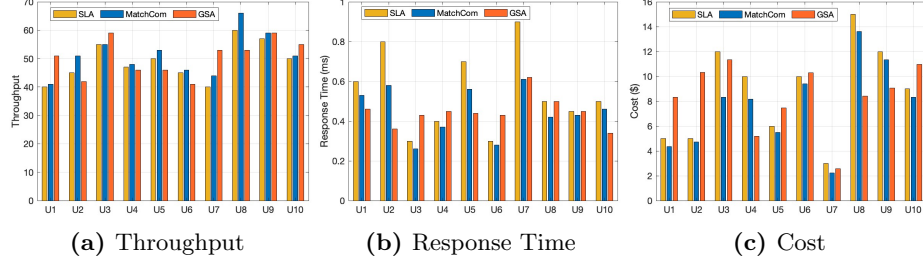 SLA MatchCom GSA
Throughput
70
60
50
40
30
20
10
0
U1 U2 U3 U4 U5 U6 U7 U8 U9 U10
(a) Throughput
SLA MatchCom GSA
Response Time (ms)
1
0.8
0.6
0.4
0.2
0
U1 U2 U3 U4 U5 U6 U7 U8 U9 U10
(b) Response Time
SLA MatchCom GSA
Cost ($)
16
14
12
10
8
6
4
2
0
U1 U2 U3 U4 U5 U6 U7 U8 U9 U10
(c) Cost